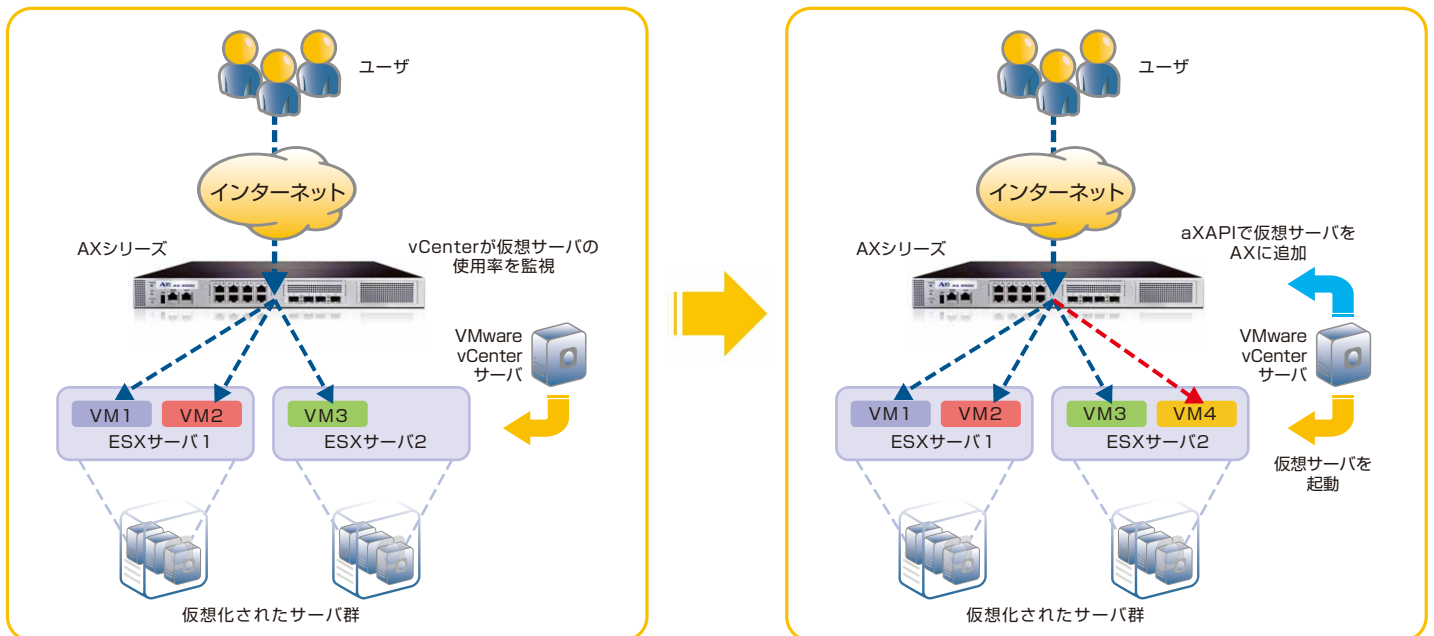 ユーザ
インターネット
AXシリーズ
vCenterが仮想サーバの
使用率を監視
VMware
vCenter
サーバ
VM1
VM2
ESXサーバ1
VM3
ESXサーバ2
仮想化されたサーバ群
ユーザ
インターネット
AXシリーズ
aXAPIで仮想サーバを
AXに追加
VMware
vCenter
サーバ
VM1
VM2
ESXサーバ1
VM3
VM4
ESXサーバ2
仮想サーバを
起動
仮想化されたサーバ群